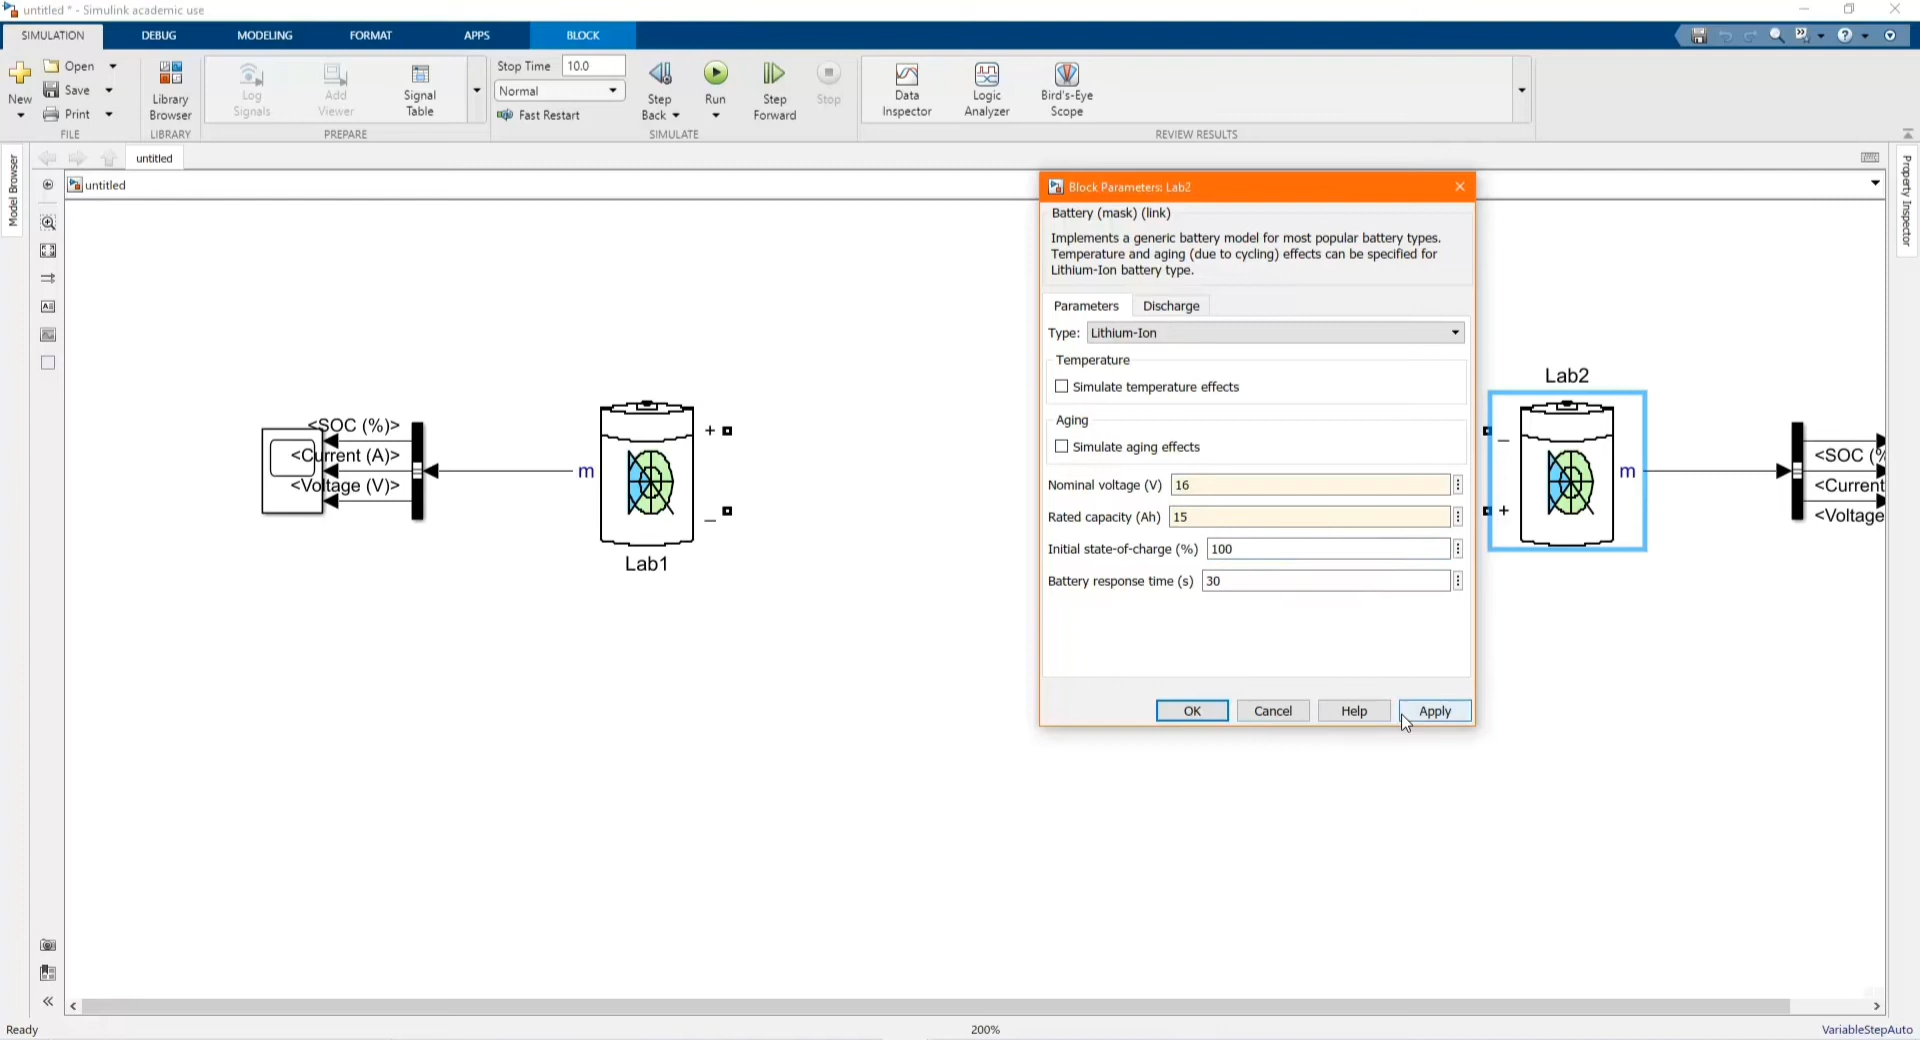 untitled * - Simulink academic use
SIMULATION DEBUG MODELING FORMAT APPS BLOCK
New
Open
Save
Print
FILE
Library
Browser
LIBRARY
Log
Signals
Add
Viewer
Signal
Table
PREPARE
Stop Time 10.0
Normal
Fast Restart
Step
Back
Run
Step
Forward
Stop
SIMULATE
Data
Inspector
Logic
Analyzer
Bird's-Eye
Scope
REVIEW RESULTS
Model Browser
untitled
untitled
Property Inspector
<SOC (%)>
<Current (A)>
<Voltage (V)>
m
+
_
Lab1
Block Parameters: Lab2
Battery (mask) (link)
Implements a generic battery model for most popular battery types.
Temperature and aging (due to cycling) effects can be specified for
Lithium-Ion battery type.
Parameters Discharge
Type: Lithium-Ion
Temperature
Simulate temperature effects
Aging
Simulate aging effects
Nominal voltage (V) 16
Rated capacity (Ah) 15
Initial state-of-charge (%) 100
Battery response time (s) 30
OK Cancel Help Apply
Lab2
_
+
m
<SOC (%
<Current
<Voltage
Ready
200%
VariableStepAuto